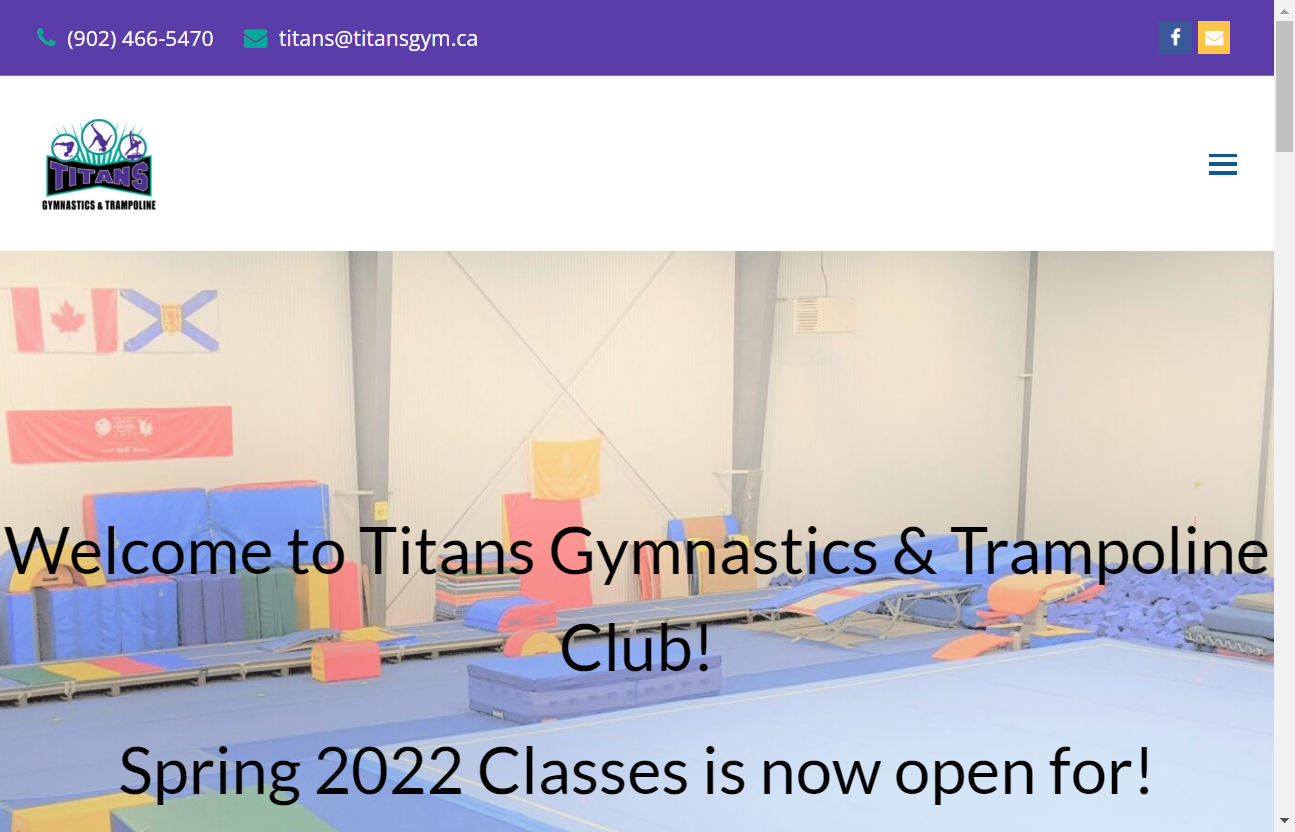 (902) 466-5470 titans@titansgym.ca
TITANS
GYMNASTICS & TRAMPOLINE
Welcome to Titans Gymnastics & Trampoline
Club!
Spring 2022 Classes is now open for!